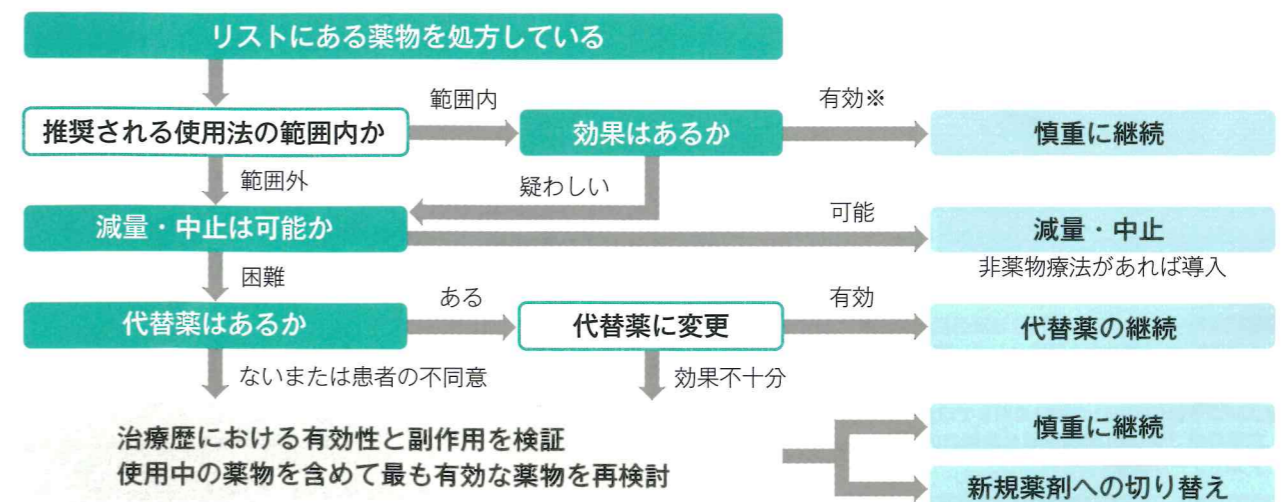 リストにある薬物を処方している
範囲内
有効※
推奨される使用法の範囲内か
効果はあるか
慎重に継続
範囲外
疑わしい
可能
減量・中止は可能か
減量・中止
非薬物療法があれば導入
困難
ある
有効
代替薬はあるか
代替薬に変更
代替薬の継続
ないまたは患者の不同意
効果不十分
治療歴における有効性と副作用を検証
使用中の薬物を含めて最も有効な薬物を再検討
慎重に継続
新規薬剤への切り替え